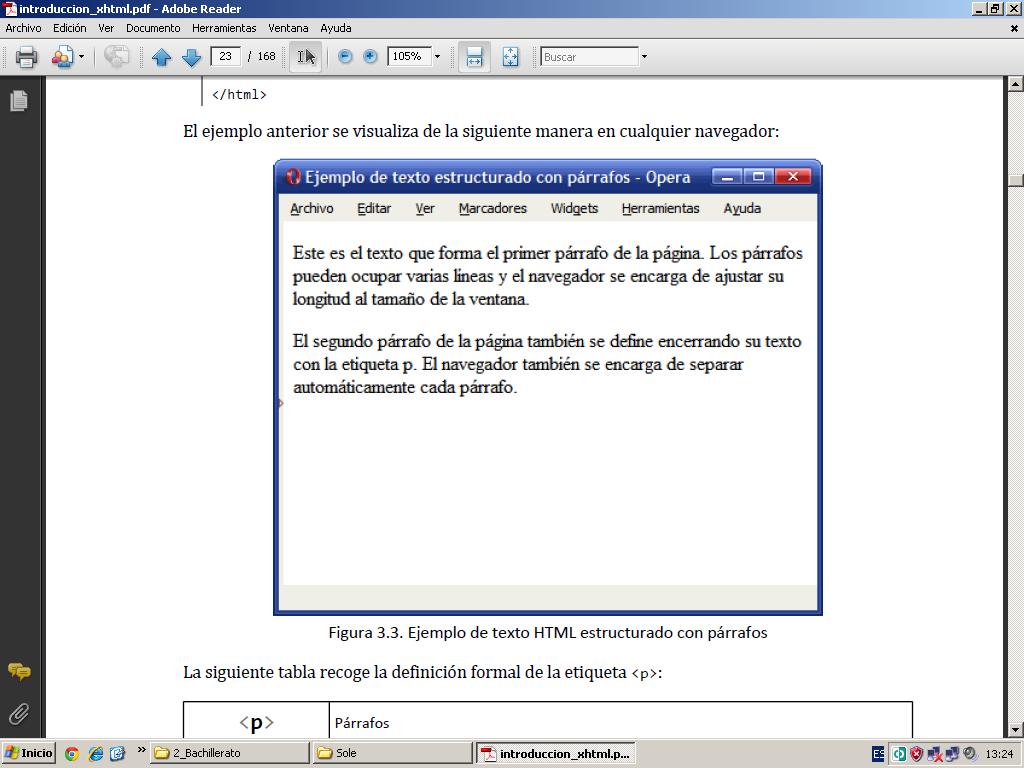 introduccion_xhtml.pdf - Adobe Reader
Archivo Edición Ver Documento Herramientas Ventana Ayuda
23 / 168 105% Buscar
</html>
El ejemplo anterior se visualiza de la siguiente manera en cualquier navegador:
Ejemplo de texto estructurado con párrafos - Opera
Archivo Editar Ver Marcadores Widgets Herramientas Ayuda
Este es el texto que forma el primer párrafo de la página. Los párrafos
pueden ocupar varias líneas y el navegador se encarga de ajustar su
longitud al tamaño de la ventana.
El segundo párrafo de la página también se define encerrando su texto
con la etiqueta p. El navegador también se encarga de separar
automáticamente cada párrafo.
Figura 3.3. Ejemplo de texto HTML estructurado con párrafos
La siguiente tabla recoge la definición formal de la etiqueta <p>:
<p> Párrafos
Inicio » 2_Bachillerato Sole introduccion_xhtml.p... ES 13:24